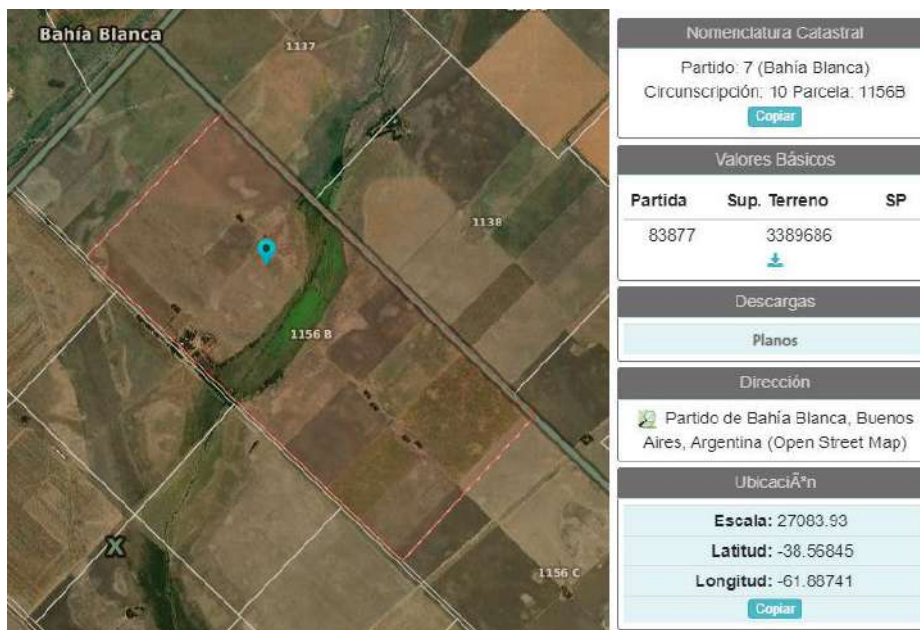 Bahía Blanca
1137
1138
1156 B
X
1156 C
Nomenclatura Catastral
Partido: 7 (Bahía Blanca)
Circunscripción: 10 Parcela: 1156B
Copiar
Valores Básicos
Partida Sup. Terreno SP
83877 3389686
Descargas
Planos
Dirección
Partido de Bahía Blanca, Buenos
Aires, Argentina (Open Street Map)
UbicaciÃ³n
Escala: 27083.93
Latitud: -38.56845
Longitud: -61.88741
Copiar